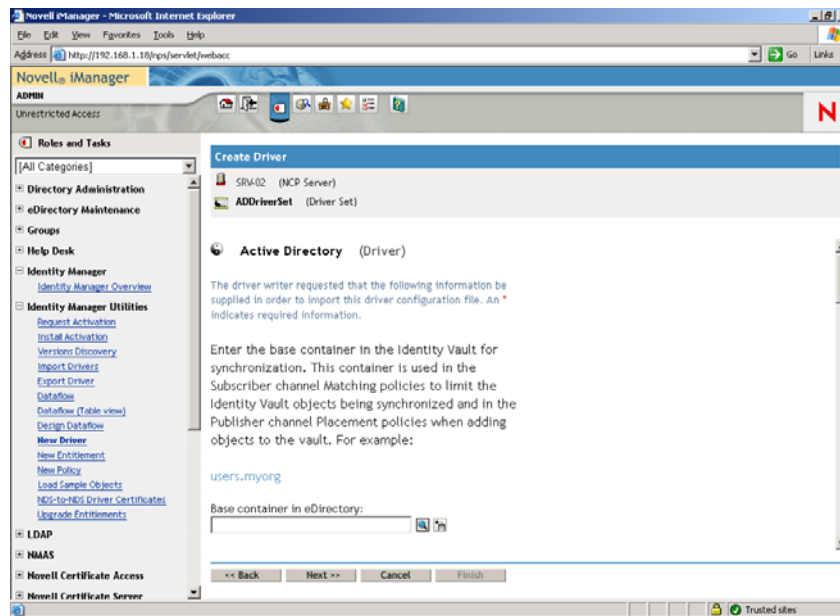 Novell iManager - Microsoft Internet Explorer
File Edit View Favorites Tools Help
Address http://192.168.1.18/nps/servlet/webacc Go Links
Novell® iManager
ADMIN
Unrestricted Access
N
Roles and Tasks
[All Categories]
Directory Administration
eDirectory Maintenance
Groups
Help Desk
Identity Manager
Identity Manager Overview
Identity Manager Utilities
Request Activation
Install Activation
Versions Discovery
Import Drivers
Export Driver
Dataflow
Dataflow (Table view)
Design Dataflow
New Driver
New Entitlement
New Policy
Load Sample Objects
NDS-to-NDS Driver Certificates
Upgrade Entitlements
LDAP
NMAS
Novell Certificate Access
Novell Certificate Server
Create Driver
SRV-02 (NCP Server)
ADDriverSet (Driver Set)
Active Directory (Driver)
The driver writer requested that the following information be
supplied in order to import this driver configuration file. An *
indicates required information.
Enter the base container in the Identity Vault for
synchronization. This container is used in the
Subscriber channel Matching policies to limit the
Identity Vault objects being synchronized and in the
Publisher channel Placement policies when adding
objects to the vault. For example:
users.myorg
Base container in eDirectory:
<< Back Next >> Cancel Finish
Trusted sites